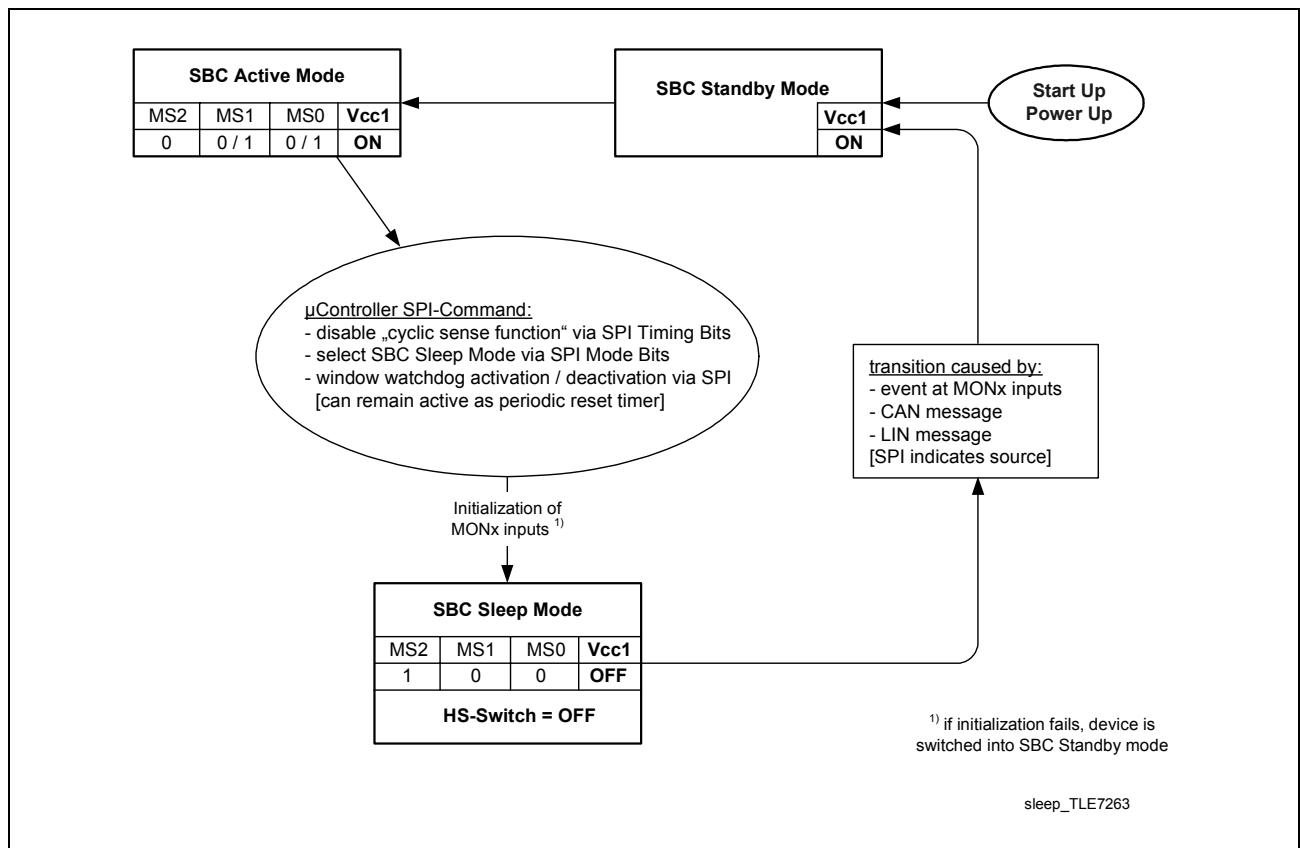 SBC Active Mode
MS2 MS1 MS0 Vcc1
0 0 / 1 0 / 1 ON
SBC Standby Mode
Vcc1
ON
Start Up
Power Up
µController SPI-Command:
- disable „cyclic sense function“ via SPI Timing Bits
- select SBC Sleep Mode via SPI Mode Bits
- window watchdog activation / deactivation via SPI
[can remain active as periodic reset timer]
transition caused by:
- event at MONx inputs
- CAN message
- LIN message
[SPI indicates source]
Initialization of
MONx inputs 1)
SBC Sleep Mode
MS2 MS1 MS0 Vcc1
1 0 0 OFF
HS-Switch = OFF
1) if initialization fails, device is
switched into SBC Standby mode
sleep_TLE7263